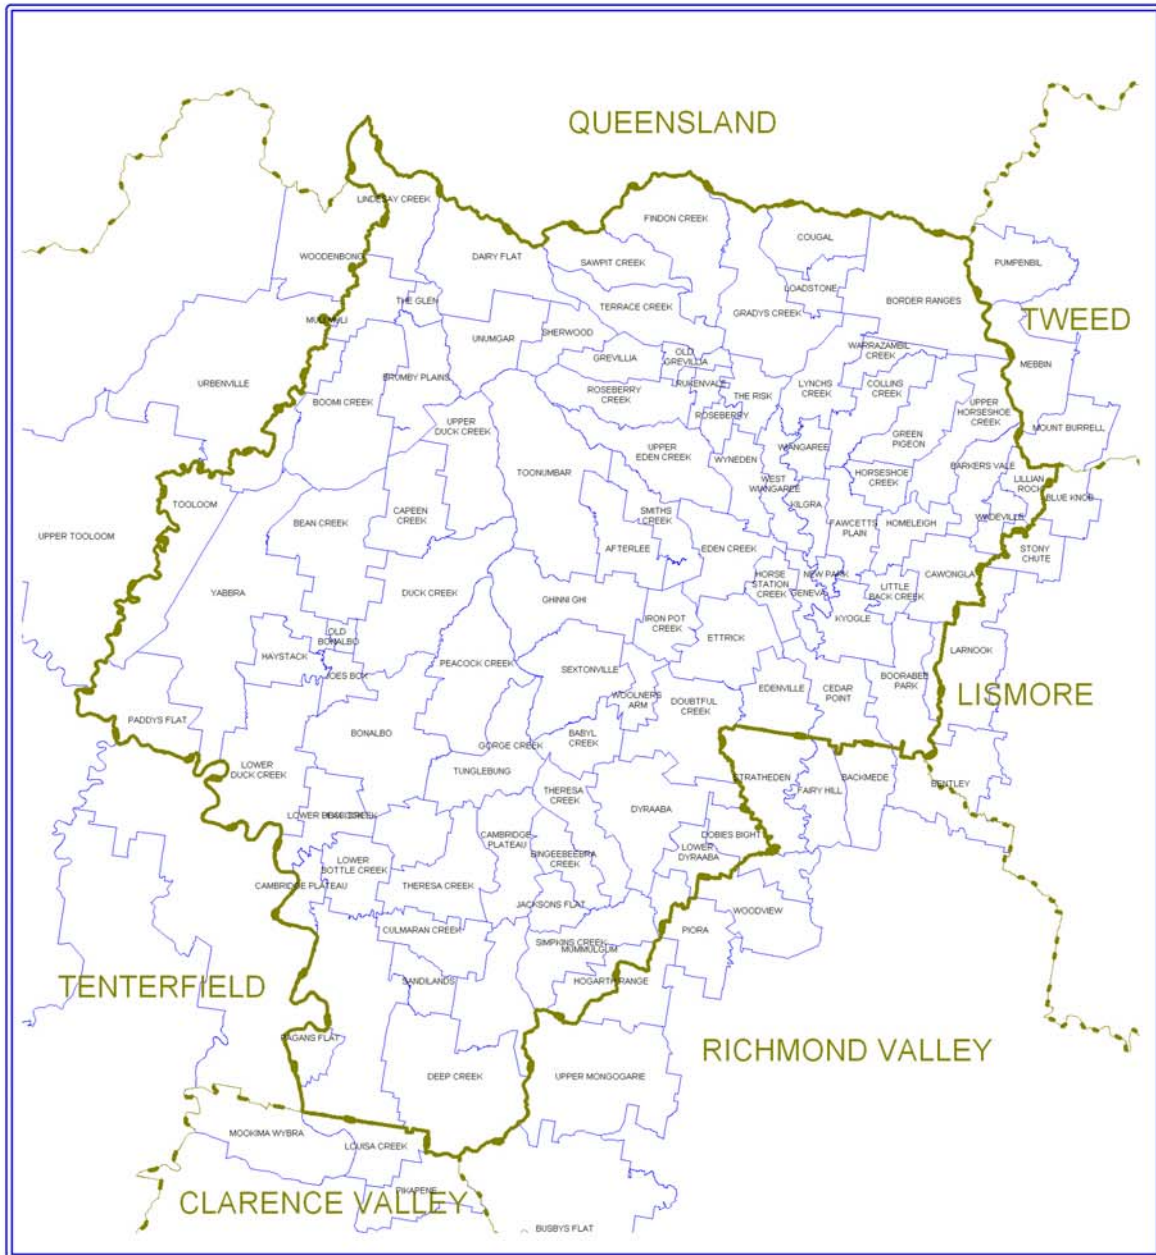 QUEENSLAND
LINDESAY CREEK
FINDON CREEK
COUGAL
WOODENBONG
DAIRY FLAT
SAWPIT CREEK
PUMPENBIL
LOADSTONE
THE GLEN
TERRACE CREEK
BORDER RANGES
GRADYS CREEK
MULI MULI
TWEED
SHERWOOD
UNUMGAR
WARRAZAMBIL
CREEK
GREVILLIA
OLD
GREVILLIA
MEBBIN
URBENVILLE
BRUMBY PLAINS
RUKENVALE
LYNCHS
CREEK
COLLINS
CREEK
ROSEBERRY
CREEK
THE RISK
BOOMI CREEK
UPPER
HORSESHOE
CREEK
ROSEBERRY
UPPER
DUCK CREEK
MOUNT BURRELL
GREEN
PIGEON
UPPER
EDEN CREEK
WIANGAREE
WYNEDEN
TOONUMBAR
BARKERS VALE
WEST
WIANGAREE
HORSESHOE
CREEK
LILLIAN
ROCK
BLUE KNOB
TOOLOOM
KILGRA
CAPEEN
CREEK
SMITHS
CREEK
WADEVILLE
BEAN CREEK
FAWCETTS
PLAIN
HOMELEIGH
UPPER TOOLOOM
AFTERLEE
EDEN CREEK
STONY
CHUTE
HORSE
STATION
CREEK
NEW PARK
CAWONGLA
YABBRA
DUCK CREEK
GHINNI GHI
GENEVA
LITTLE
BACK CREEK
IRON POT
CREEK
KYOGLE
OLD
BONALBO
ETTRICK
HAYSTACK
LARNOOK
PEACOCK CREEK
SEXTONVILLE
JOES BOX
BOORABEE
PARK
EDENVILLE
CEDAR
POINT
LISMORE
WOOLNERS
ARM
DOUBTFUL
CREEK
PADDYS FLAT
BONALBO
BABYL
CREEK
GORGE CREEK
LOWER
DUCK CREEK
TUNGLEBUNG
STRATHEDEN
BACKMEDE
BENTLEY
THERESA
CREEK
FAIRY HILL
DYRAABA
CAMBRIDGE
PLATEAU
DOBIES BIGHT
LOWER
DYRAABA
BINGEEBEEBRA
CREEK
LOWER
BOTTLE CREEK
CAMBRIDGE PLATEAU
THERESA CREEK
JACKSONS FLAT
WOODVIEW
CULMARAN CREEK
PIORA
SIMPKINS CREEK
MUMMULGUM
SANDILANDS
HOGARTH RANGE
TENTERFIELD
PAGANS FLAT
RICHMOND VALLEY
DEEP CREEK
UPPER MONGOGARIE
MOOKIMA WYBRA
LOUISA CREEK
PIKAPENE
CLARENCE VALLEY
BUSBYS FLAT